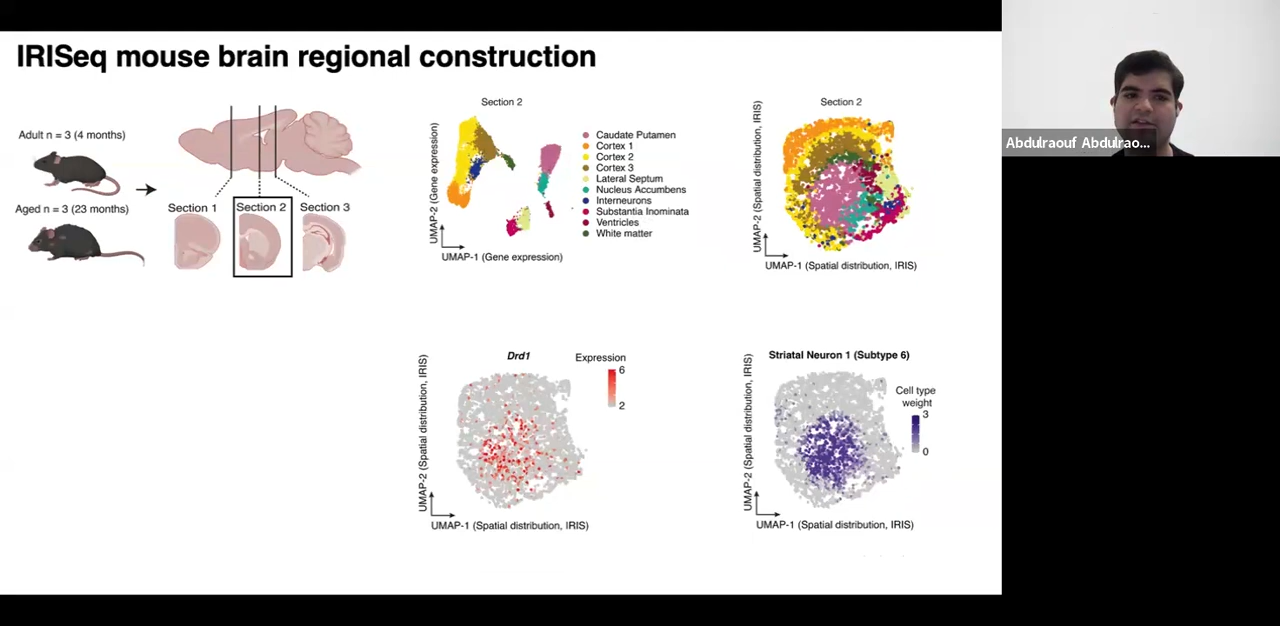 IRISeq mouse brain regional construction
Adult n = 3 (4 months)
Aged n = 3 (23 months)
Section 1
Section 2
Section 3
Section 2
UMAP-2 (Gene expression)
UMAP-1 (Gene expression)
Caudate Putamen
Cortex 1
Cortex 2
Cortex 3
Lateral Septum
Nucleus Accumbens
Interneurons
Substantia Inominata
Ventricles
White matter
Section 2
UMAP-2 (Spatial distribution, IRIS)
UMAP-1 (Spatial distribution, IRIS)
Abdulraouf Abdulrao...
Drd1
Expression
6
2
UMAP-2 (Spatial distribution, IRIS)
UMAP-1 (Spatial distribution, IRIS)
Striatal Neuron 1 (Subtype 6)
Cell type
weight
3
0
UMAP-2 (Spatial distribution, IRIS)
UMAP-1 (Spatial distribution, IRIS)